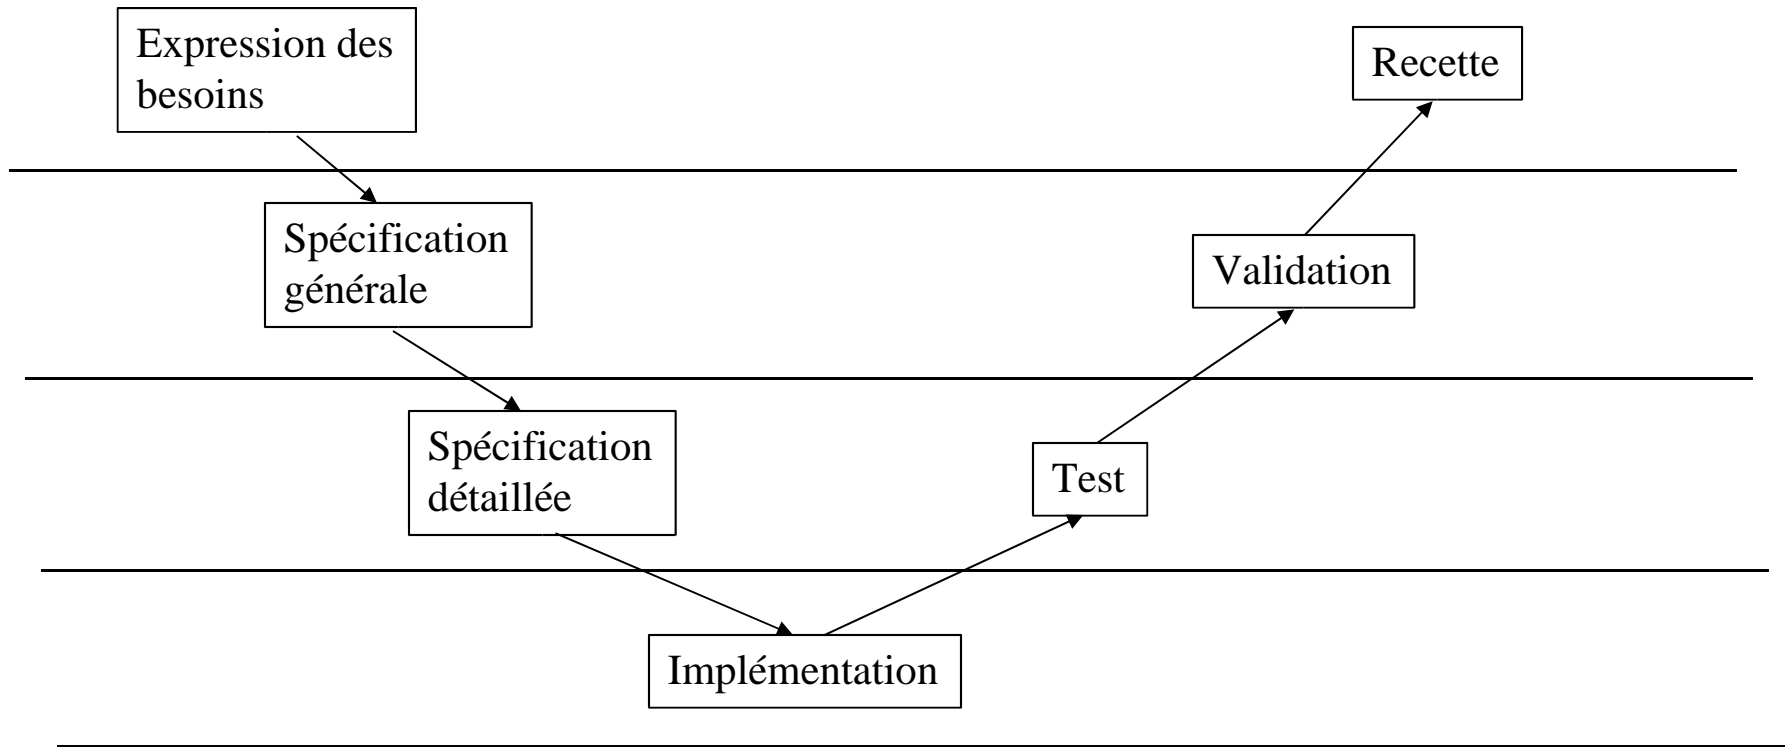 Expression des
besoins
Recette
Spécification
générale
Validation
Spécification
détaillée
Test
Implémentation